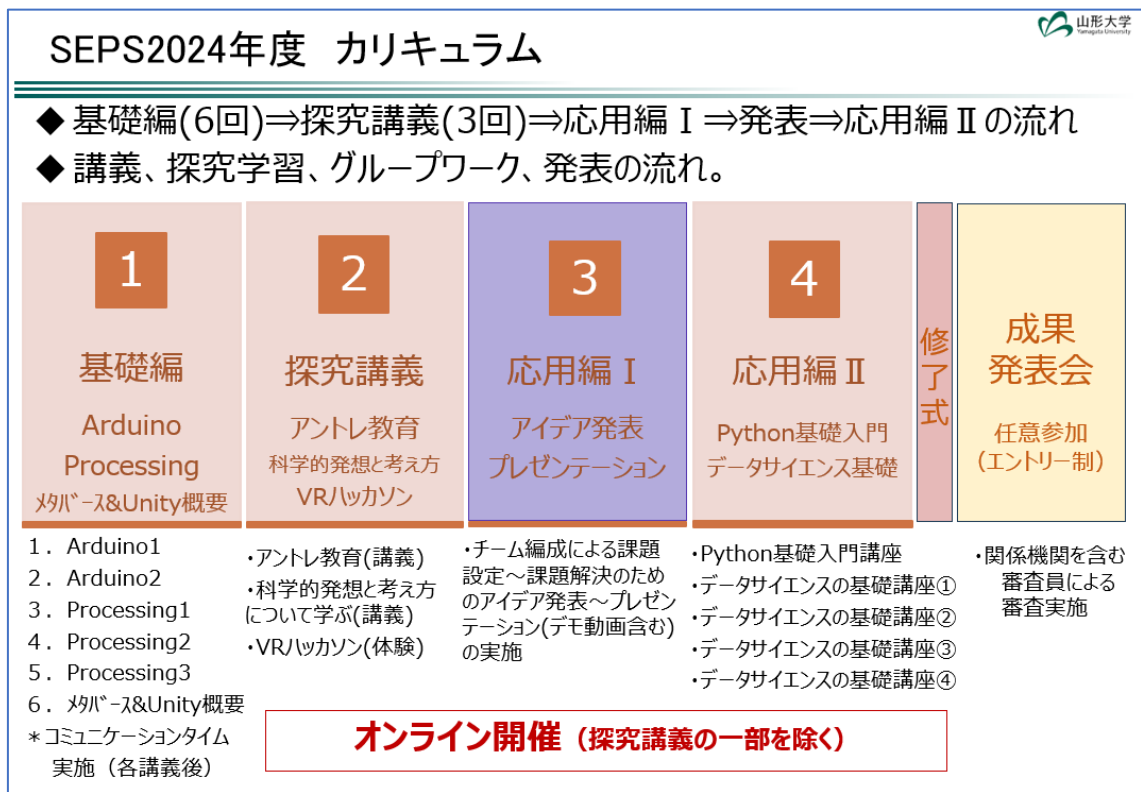 山形大学
Yamagata University
SEPS2024年度 カリキュラム
◆ 基礎編(6回)⇒探究講義(3回)⇒応用編Ⅰ⇒発表⇒応用編Ⅱの流れ
◆ 講義、探究学習、グループワーク、発表の流れ。
1
基礎編
Arduino
Processing
ﾒﾀﾊﾞｰｽ&Unity概要
1．Arduino1
2．Arduino2
3．Processing1
4．Processing2
5．Processing3
6．ﾒﾀﾊﾞｰｽ&Unity概要
＊コミュニケーションタイム
実施（各講義後）
2
探究講義
アントレ教育
科学的発想と考え方
VRハッカソン
・アントレ教育(講義)
・科学的発想と考え方
について学ぶ(講義)
・VRハッカソン(体験)
3
応用編Ⅰ
アイデア発表
プレゼンテーション
・チーム編成による課題
設定～課題解決のため
のアイデア発表～プレゼン
テーション(デモ動画含む)
の実施
4
応用編Ⅱ
Python基礎入門
データサイエンス基礎
・Python基礎入門講座
・データサイエンスの基礎講座①
・データサイエンスの基礎講座②
・データサイエンスの基礎講座③
・データサイエンスの基礎講座④
修了式
成果
発表会
任意参加
（エントリー制）
・関係機関を含む
審査員による
審査実施
オンライン開催（探究講義の一部を除く）